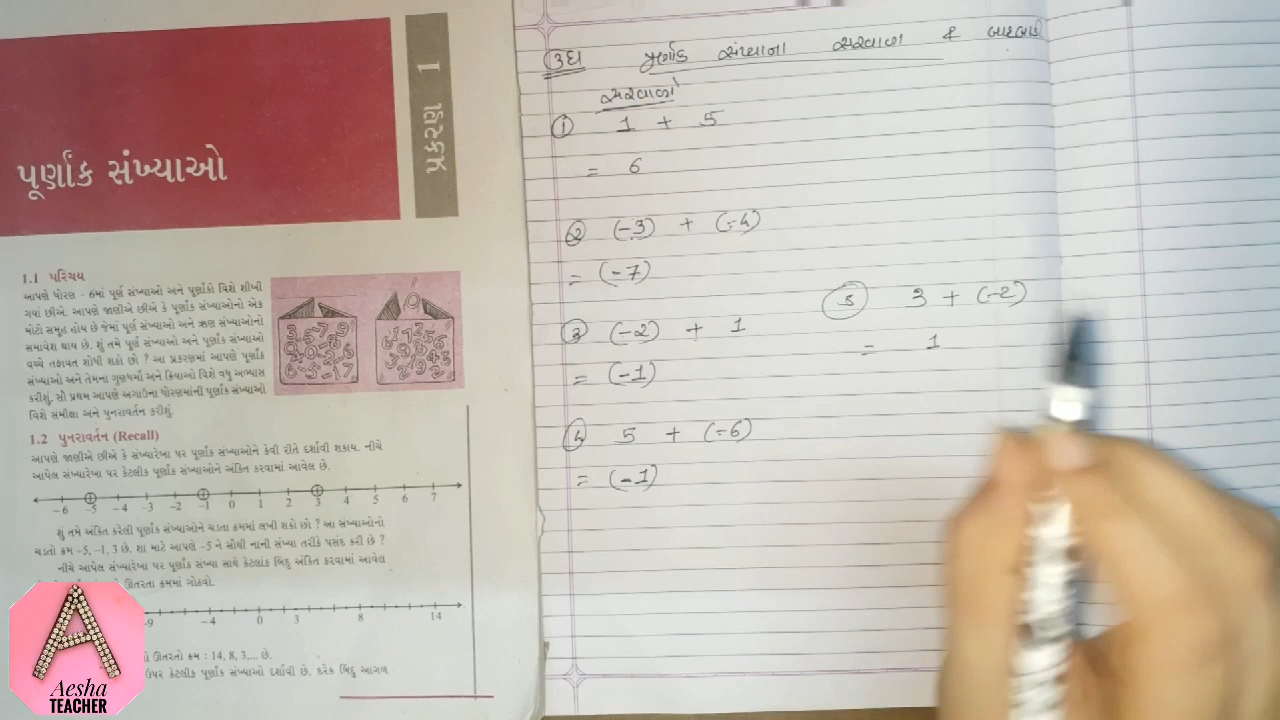 પ્રકરણ 1
પૂર્ણાંક સંખ્યાઓ
1.1 પરિચય
આપણે ધોરણ - 6માં પૂર્ણ સંખ્યાઓ અને પૂર્ણાંકો વિશે શીખી
ગયાં છીએ. આપણે જાણીએ છીએ કે પૂર્ણાંક સંખ્યાઓનો એક
મોટો સમૂહ હોય છે જેમાં પૂર્ણ સંખ્યાઓ અને ઋણ સંખ્યાઓનો
સમાવેશ થાય છે. શું તમે પૂર્ણ સંખ્યાઓ અને પૂર્ણાંક સંખ્યાઓ
વચ્ચે તફાવત શોધી શકો છો ? આ પ્રકરણમાં આપણે પૂર્ણાંક
સંખ્યાઓ અને તેમના ગુણધર્મો અને ક્રિયાઓ વિશે વધુ અભ્યાસ
કરીશું. સૌ પ્રથમ આપણે અગાઉના ધોરણમાંની પૂર્ણાંક સંખ્યાઓ
વિશે સમીક્ષા અને પુનરાવર્તન કરીશું.
1.2 પુનરાવર્તન (Recall)
આપણે જાણીએ છીએ કે સંખ્યારેખા પર પૂર્ણાંક સંખ્યાઓને કેવી રીતે દર્શાવી શકાય. નીચે
આપેલ સંખ્યારેખા પર કેટલીક પૂર્ણાંક સંખ્યાઓને અંકિત કરવામાં આવેલ છે.
-6 -5 -4 -3 -2 -1 0 1 2 3 4 5 6 7
શું તમે અંકિત કરેલી પૂર્ણાંક સંખ્યાઓને ચડતા ક્રમમાં લખી શકો છો ? આ સંખ્યાઓનો
ચડતો ક્રમ -5, -1, 3 છે. શા માટે આપણે -5 ને સૌથી નાની સંખ્યા તરીકે પસંદ કરી છે ?
નીચે આપેલ સંખ્યારેખા પર પૂર્ણાંક સંખ્યા સાથે કેટલાંક બિંદુ અંકિત કરવામાં આવેલ
ઊતરતા ક્રમમાં ગોઠવો.
-9 -4 0 3 8 14
ઊતરતો ક્રમ : 14, 8, 3,... છે.
ઉપર કેટલીક પૂર્ણાંક સંખ્યાઓ દર્શાવી છે. દરેક બિંદુ આગળ
A
Aesha
TEACHER
પૂર્ણાંક સંખ્યાના સરવાળા & બાદબાકી
સરવાળો
① 1 + 5
= 6
② (-3) + (-4)
= (-7)
③ (-2) + 1
= (-1)
④ 5 + (-6)
= (-1)
⑤ 3 + (-2)
= 1